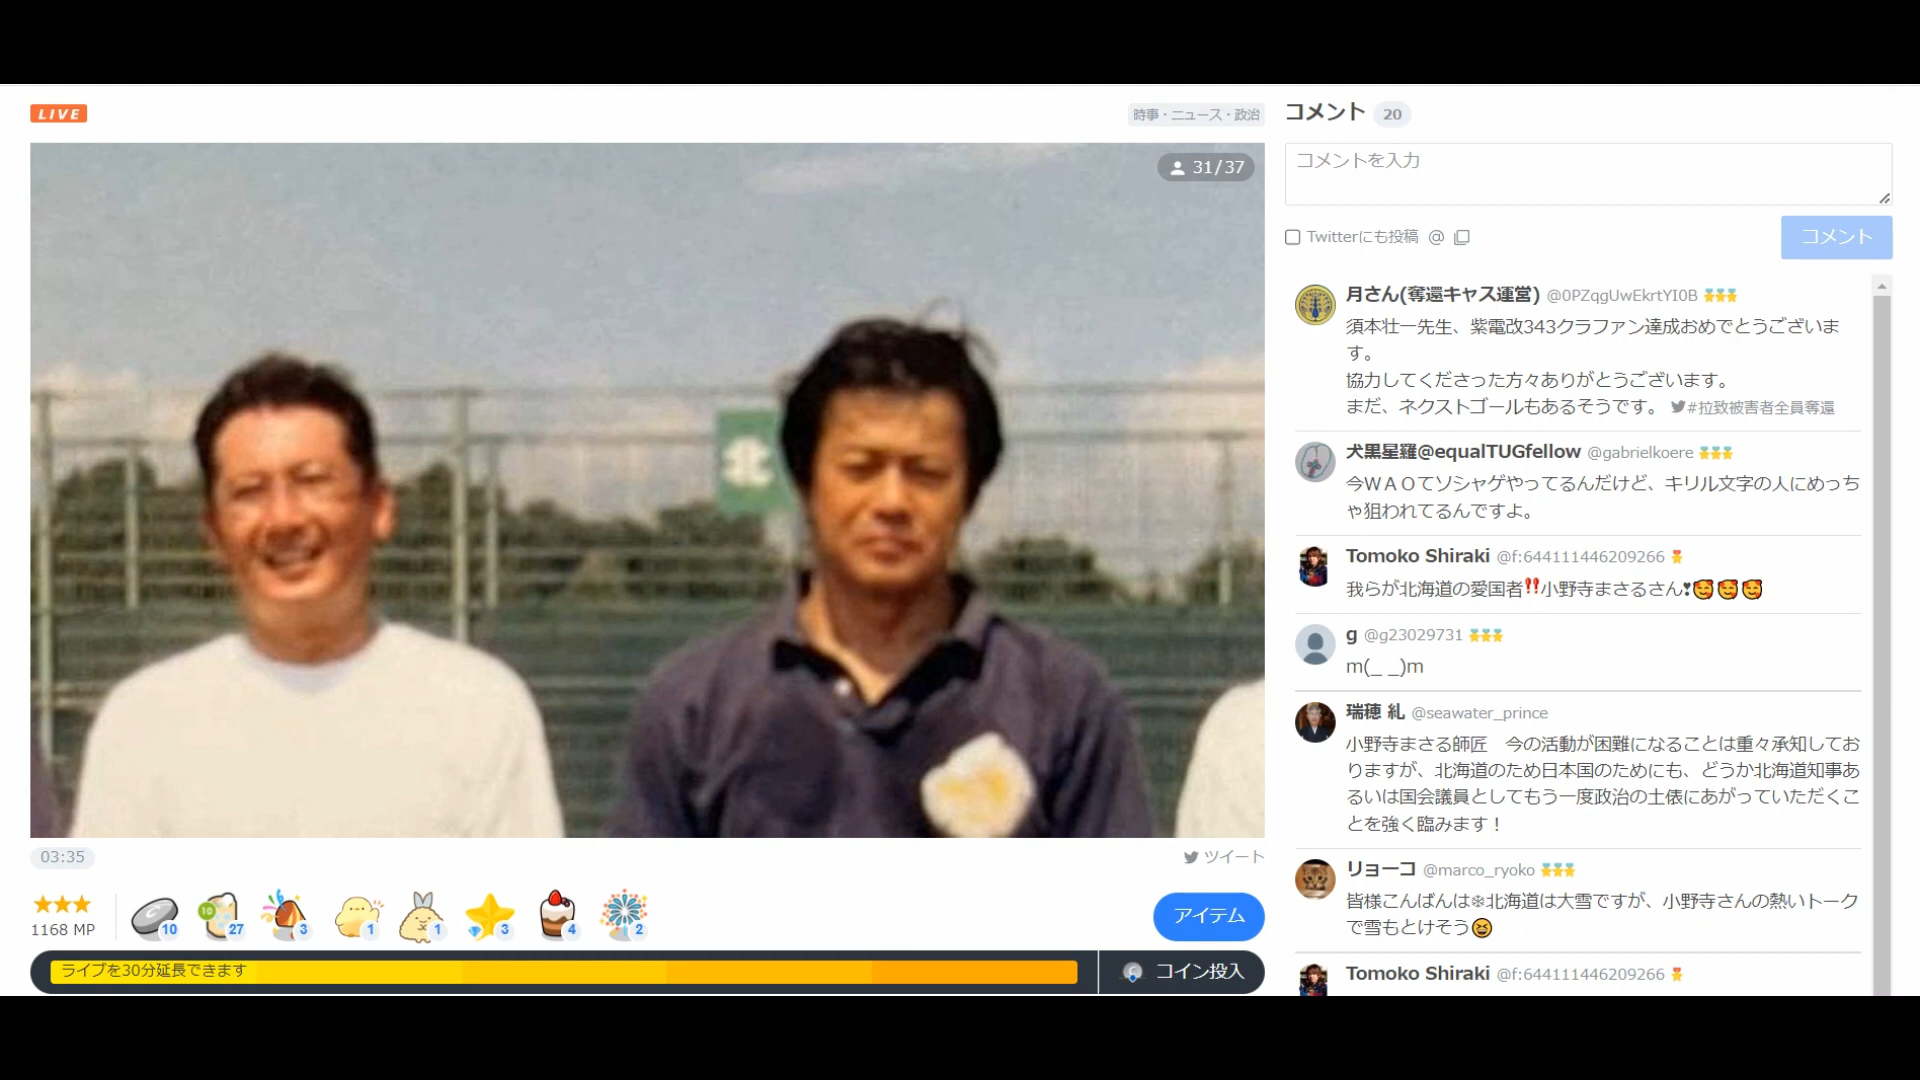 LIVE
時事・ニュース・政治
31/37
北
03:35
ツイート
★★★
1168 MP
10
10
27
3
1
1
3
4
2
アイテム
ライブを30分延長できます
コイン投入
コメント 20
コメントを入力
Twitterにも投稿 @
コメント
月さん(奪還キャス運営) @0PZqgUwEkrtYI0B
須本壮一先生、紫電改343クラファン達成おめでとうございま
す。
協力してくださった方々ありがとうございます。
まだ、ネクストゴールもあるそうです。 #拉致被害者全員奪還
犬黒星羅@equalTUGfellow @gabrielkoere
今ＷＡＯてソシャゲやってるんだけど、キリル文字の人にめっち
ゃ狙われてるんですよ。
Tomoko Shiraki @f:644111446209266
我らが北海道の愛国者‼️小野寺まさるさん❣🥰🥰🥰
g @g23029731
m(_ _)m
瑞穂 糺 @seawater_prince
小野寺まさる師匠　今の活動が困難になることは重々承知してお
りますが、北海道のため日本国のためにも、どうか北海道知事あ
るいは国会議員としてもう一度政治の土俵にあがっていただくこ
とを強く臨みます！
リョーコ @marco_ryoko
皆様こんばんは❄北海道は大雪ですが、小野寺さんの熱いトーク
で雪もとけそう😆
Tomoko Shiraki @f:644111446209266